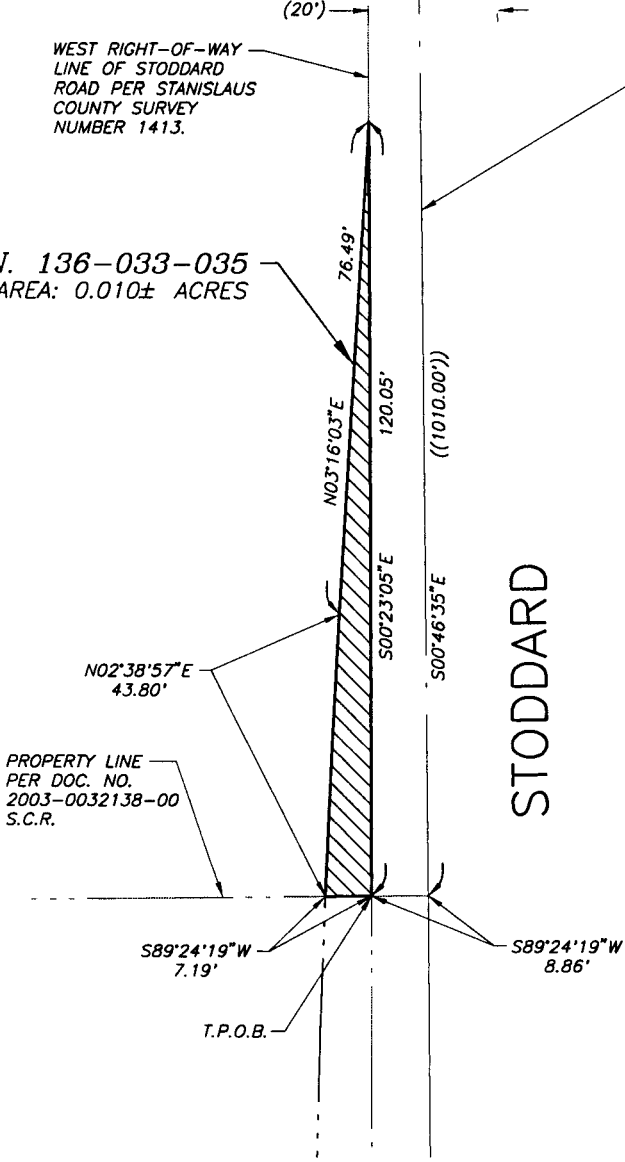 (20')
WEST RIGHT-OF-WAY
LINE OF STODDARD
ROAD PER STANISLAUS
COUNTY SURVEY
NUMBER 1413.
136-033-035
AREA: 0.010± ACRES
76.49'
N03°16'03"E
120.05'
S00°23'05"E
((1010.00'))
S00°46'35"E
STODDARD
N02°38'57"E
43.80'
PROPERTY LINE
PER DOC. NO.
2003-0032138-00
S.C.R.
S89°24'19"W
7.19'
S89°24'19"W
8.86'
T.P.O.B.